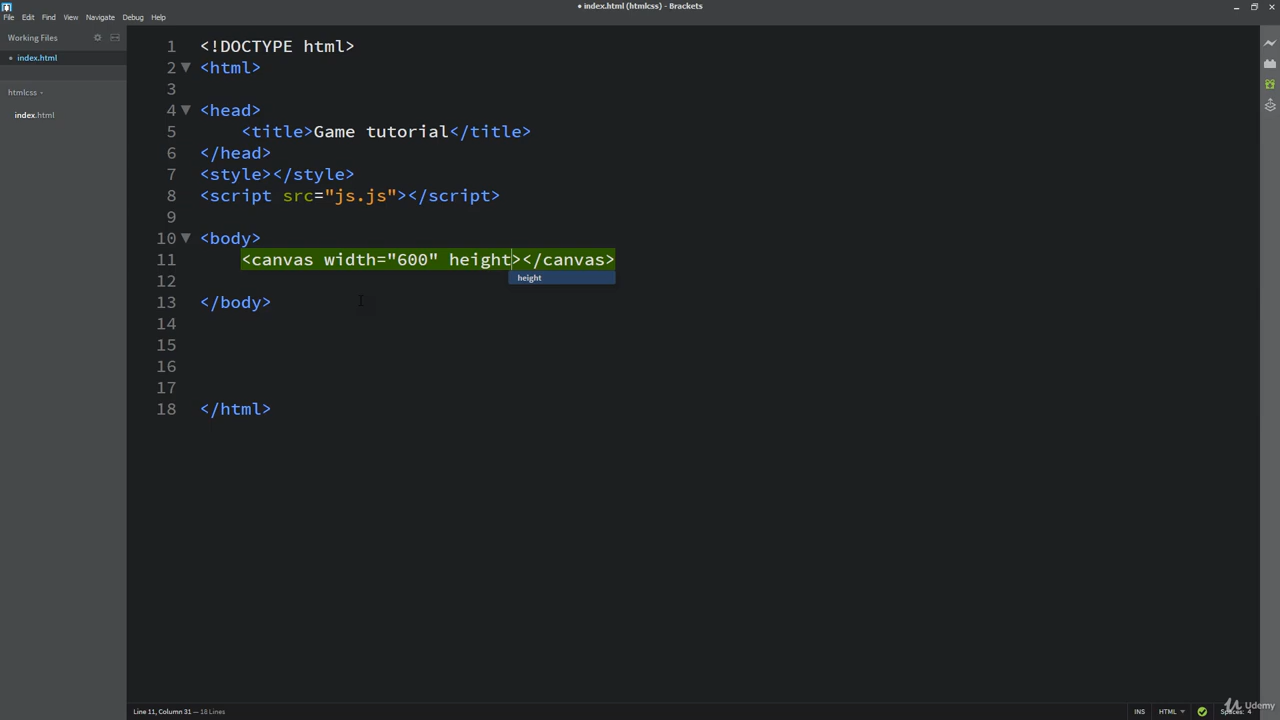 • index.html (htmlcss) - Brackets
File Edit Find View Navigate Debug Help
Working Files
• index.html
htmlcss
index.html
1 <!DOCTYPE html>
2 <html>
3
4 <head>
5 <title>Game tutorial</title>
6 </head>
7 <style></style>
8 <script src="js.js"></script>
9
10 <body>
11 <canvas width="600" height></canvas>
height
12
13 </body>
14
15
16
17
18 </html>
Line 11, Column 31 — 18 Lines
INS HTML Spaces: 4
Udemy